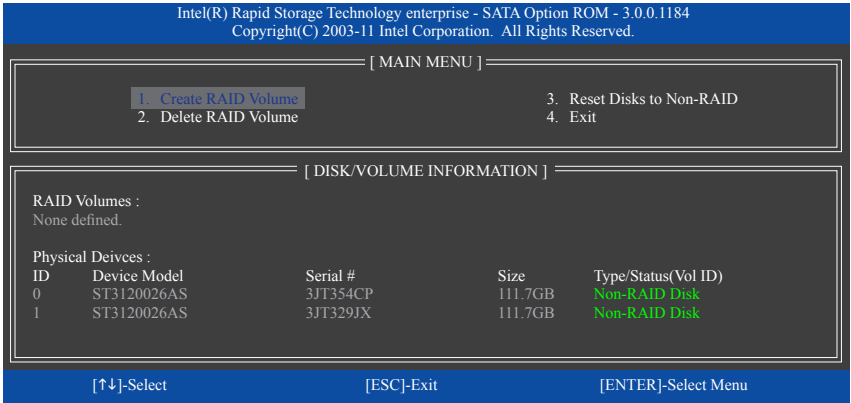 Intel(R) Rapid Storage Technology enterprise - SATA Option ROM - 3.0.0.1184
Copyright(C) 2003-11 Intel Corporation. All Rights Reserved.
[ MAIN MENU ]
1. Create RAID Volume 3. Reset Disks to Non-RAID
2. Delete RAID Volume 4. Exit
[ DISK/VOLUME INFORMATION ]
RAID Volumes :
None defined.
Physical Deivces :
ID Device Model Serial # Size Type/Status(Vol ID)
0 ST3120026AS 3JT354CP 111.7GB Non-RAID Disk
1 ST3120026AS 3JT329JX 111.7GB Non-RAID Disk
[↑↓]-Select [ESC]-Exit [ENTER]-Select Menu